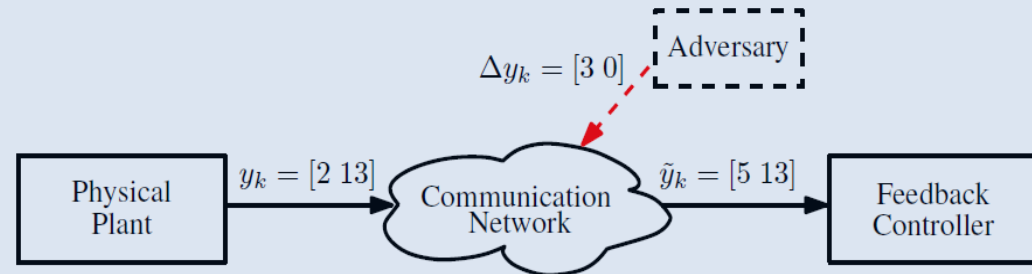 Adversary
Δy_k = [3 0]
y_k = [2 13]
ỹ_k = [5 13]
Physical
Plant
Communication
Network
Feedback
Controller